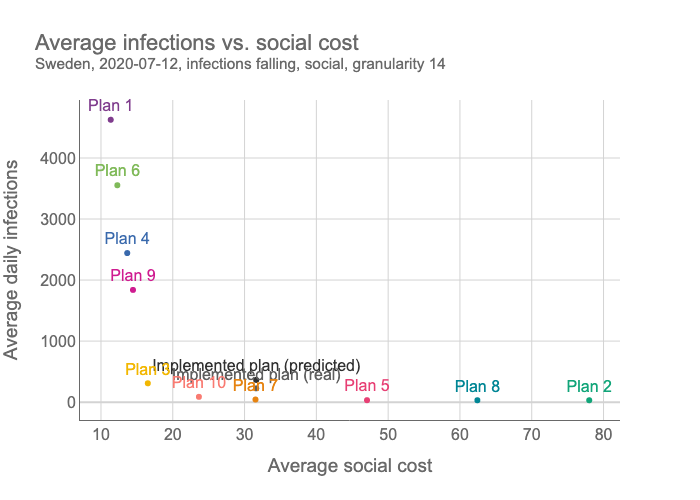 Average infections vs. social cost
Sweden, 2020-07-12, infections falling, social, granularity 14
Plan 1
Plan 6
Plan 4
Plan 9
Implemented plan (predicted)
Plan 3
Implemented plan (real)
Plan 10
Plan 7
Plan 5
Plan 8
Plan 2
4000
3000
2000
1000
0
Average daily infections
10 20 30 40 50 60 70 80
Average social cost